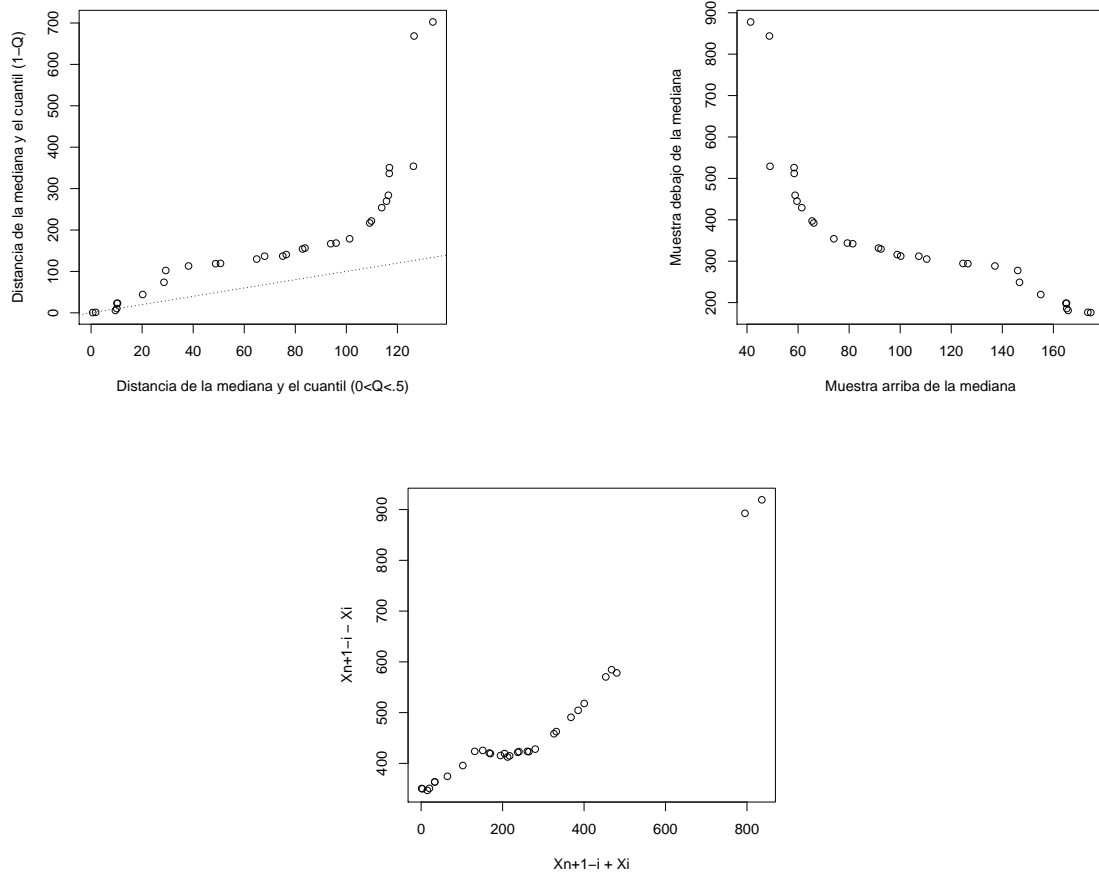 Distancia de la mediana y el cuantil (1−Q)
700
600
500
400
300
200
100
0
0 20 40 60 80 100 120
Distancia de la mediana y el cuantil (0<Q<.5)
Muestra debajo de la mediana
900
800
700
600
500
400
300
200
40 60 80 100 120 140 160
Muestra arriba de la mediana
Xn+1−i − Xi
900
800
700
600
500
400
0 200 400 600 800
Xn+1−i + Xi